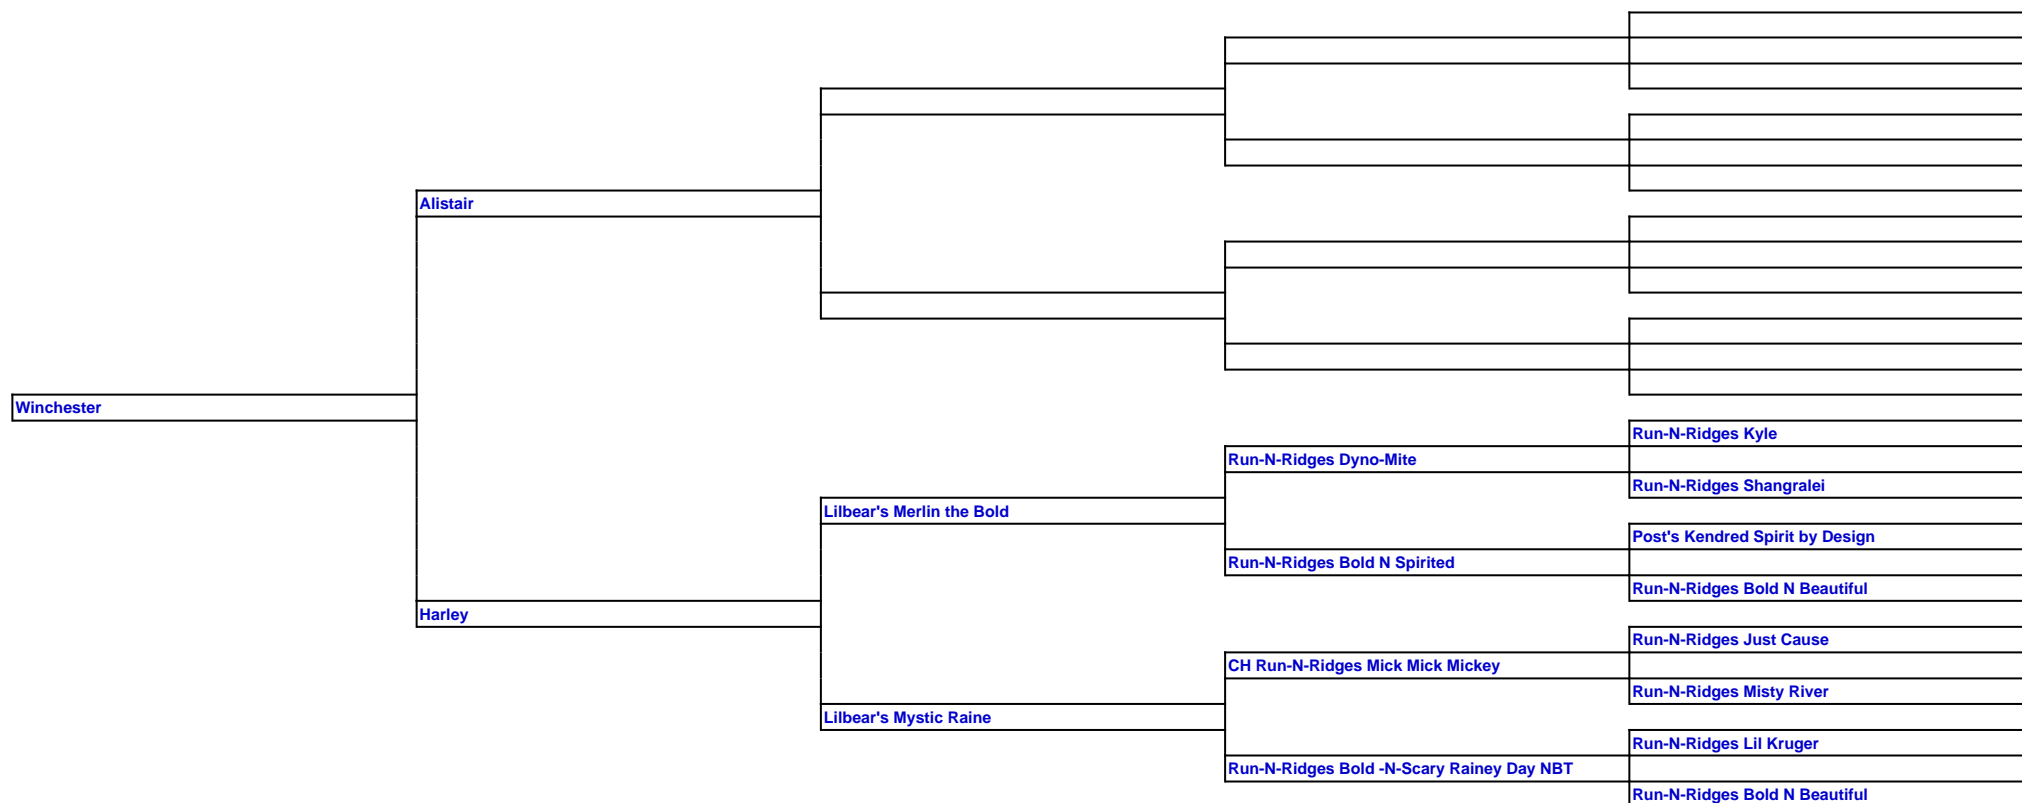 Alistair
Winchester
Run-N-Ridges Kyle
Run-N-Ridges Dyno-Mite
Run-N-Ridges Shangralei
Lilbear's Merlin the Bold
Post's Kendred Spirit by Design
Run-N-Ridges Bold N Spirited
Run-N-Ridges Bold N Beautiful
Harley
Run-N-Ridges Just Cause
CH Run-N-Ridges Mick Mick Mickey
Run-N-Ridges Misty River
Lilbear's Mystic Raine
Run-N-Ridges Lil Kruger
Run-N-Ridges Bold -N-Scary Rainey Day NBT
Run-N-Ridges Bold N Beautiful